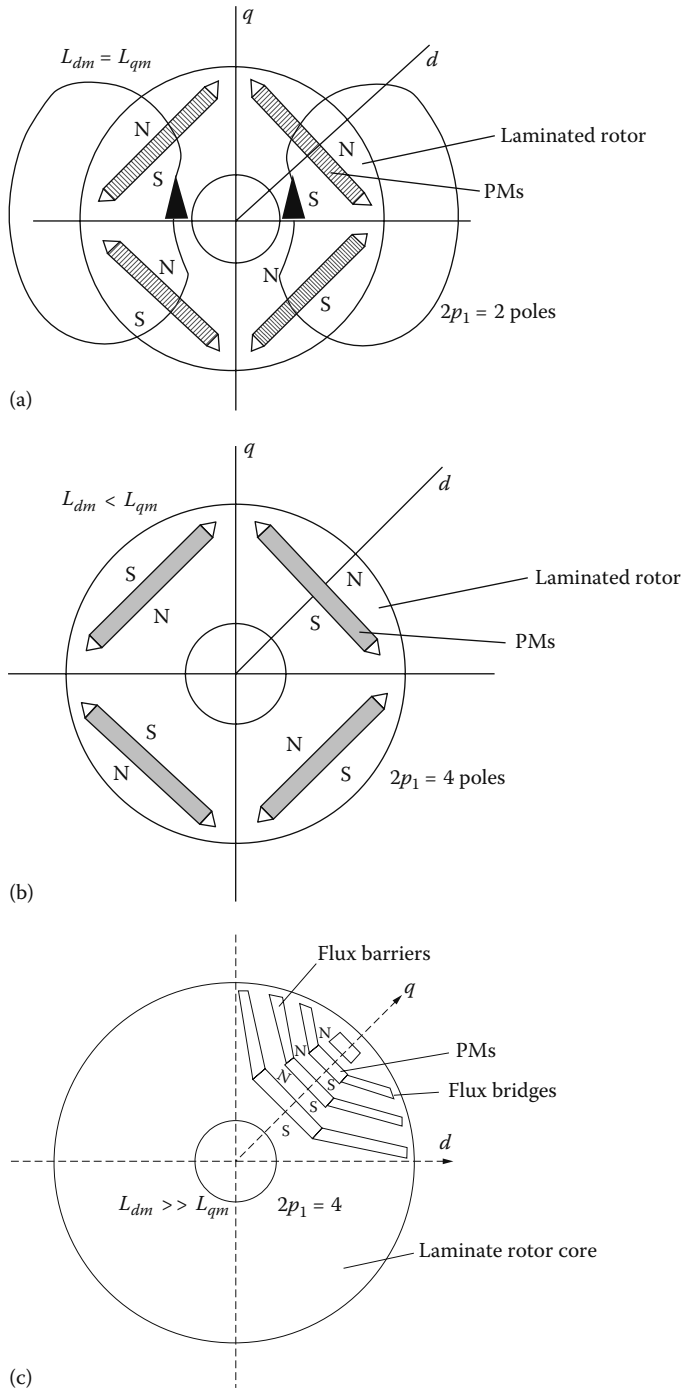 q
L_dm = L_qm
d
N
N
Laminated rotor
S
S
PMs
N
N
S
S
2p_1 = 2 poles
(a)
q
L_dm < L_qm
d
S
N
N
S
Laminated rotor
PMs
S
N
N
S
2p_1 = 4 poles
(b)
Flux barriers
q
N
N
PMs
N
S
Flux bridges
S
S
d
L_dm >> L_qm
2p_1 = 4
Laminate rotor core
(c)